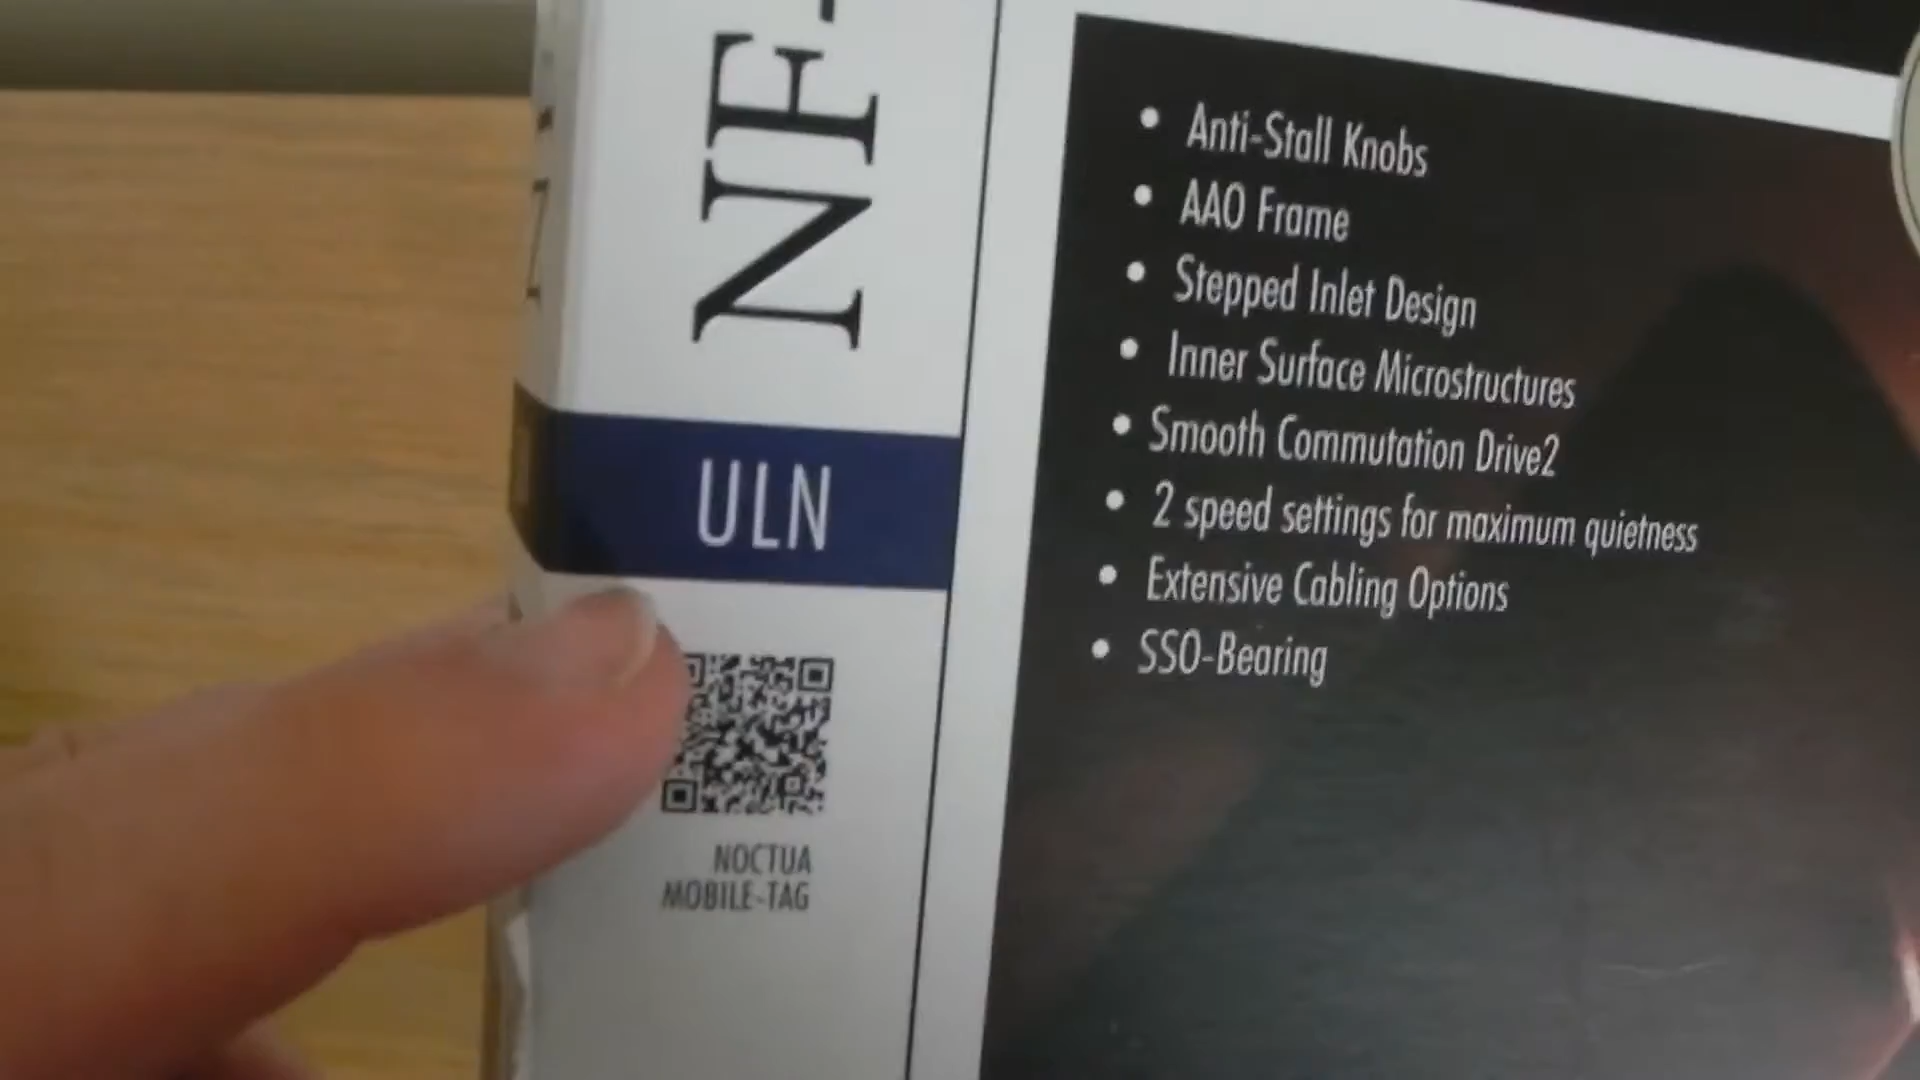 NF-
ULN
NOCTUA
MOBILE-TAG
• Anti-Stall Knobs
• AAO Frame
• Stepped Inlet Design
• Inner Surface Microstructures
• Smooth Commutation Drive2
• 2 speed settings for maximum quietness
• Extensive Cabling Options
• SSO-Bearing